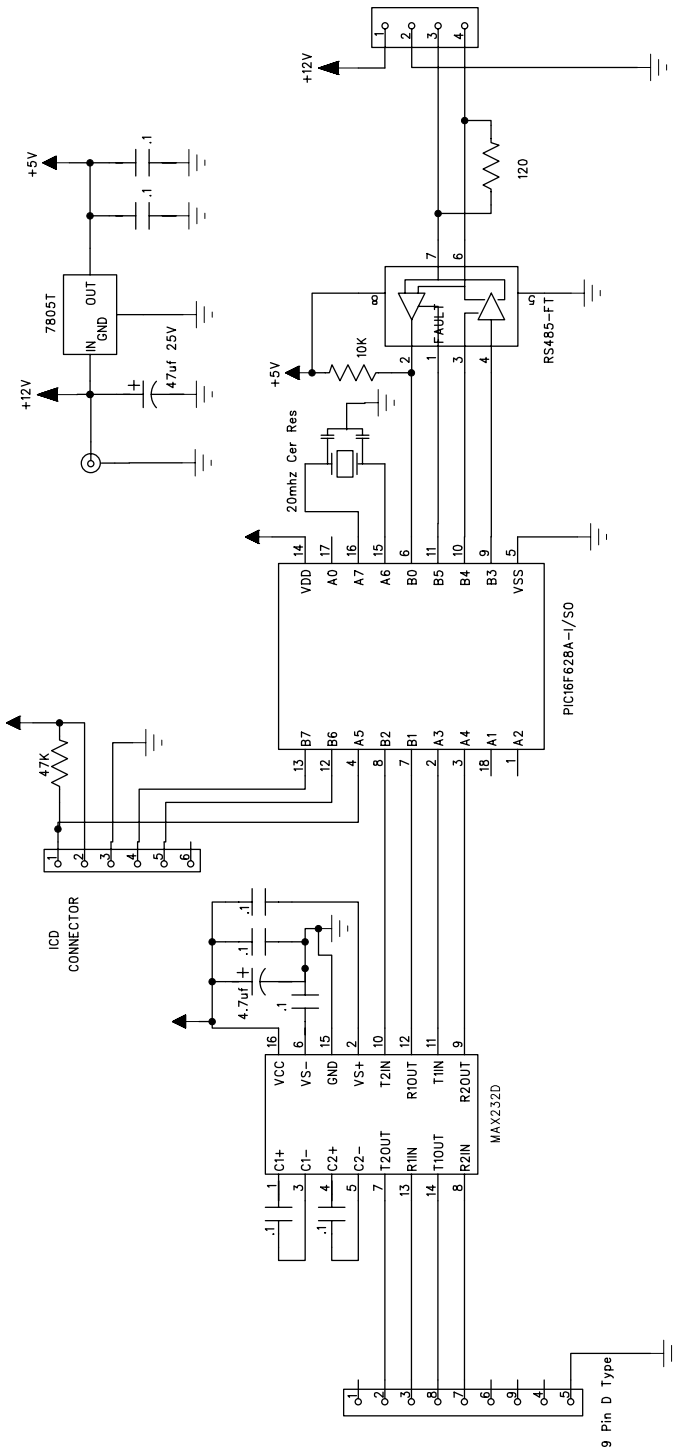 1
2
3
4
+12V
120
+5V
.1
.1
7805T
IN
OUT
GND
+12V
+
47uf 25V
7
6
8
5
FAULT
RS485-FT
2
1
3
4
+5V
10K
20mhz Cer Res
14
17
16
15
6
11
10
9
5
VDD
A0
A7
A6
B0
B5
B4
B3
VSS
PIC16F628A-I/SO
B7
B6
A5
B2
B1
A3
A4
A1
A2
13
12
4
8
7
2
3
18
1
47K
1
2
3
4
5
6
ICD
CONNECTOR
.1
.1
4.7uf
+
.1
16
6
15
2
10
12
11
9
VCC
VS-
GND
VS+
T2IN
R1OUT
T1IN
R2OUT
MAX232D
C1+
C1-
C2+
C2-
T2OUT
R1IN
T1OUT
R2IN
1
3
4
5
7
13
14
8
.1
.1
1
2
3
8
7
6
9
4
5
9 Pin D Type